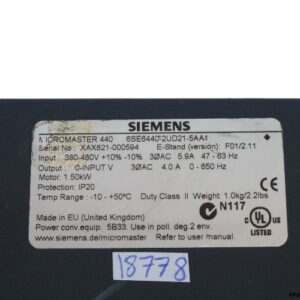 SIEMENS
MICROMASTER 440 6SE6440-2UD21-5AA1
Serial No : XAX821-000594 E-Stand (version): F01/2.11
Input : 380-480V +10% -10% 3ØAC 5.9A 47 - 63 Hz
Output : 0-INPUT V 3ØAC 4.0 A 0 - 650 Hz
Motor : 1.50kW
Protection: IP20
Temp Range : -10 - +50°C Duty Class II Weight : 1.0kg/2.2lbs
N117
Made in EU (United Kingdom)
Power conv.equip. 5B33. Use in poll. deg.2 env.
www.siemens.de/micromaster Refer to user manual
C UL US
LISTED
18778